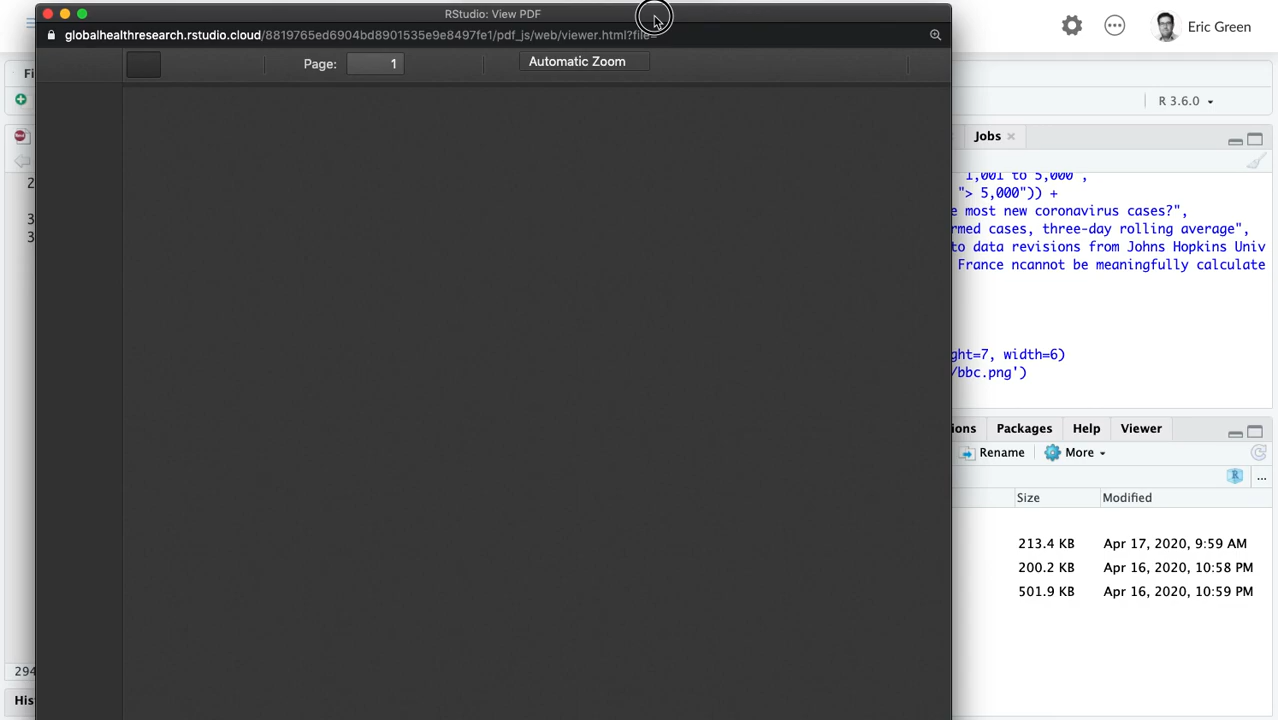 RStudio: View PDF
globalhealthresearch.rstudio.cloud/8819765ed6904bd8901535e9e8497fe1/pdf_js/web/viewer.html?file=
Eric Green
Page: 1
Automatic Zoom
Fi
R 3.6.0
Jobs
2
3
3
1,001 to 5,000",
"> 5,000")) +
e most new coronavirus cases?",
rmed cases, three-day rolling average",
to data revisions from Johns Hopkins Univ
France ncannot be meaningfully calculate
ght=7, width=6)
/bbc.png')
ions Packages Help Viewer
Rename More
...
Size Modified
213.4 KB Apr 17, 2020, 9:59 AM
200.2 KB Apr 16, 2020, 10:58 PM
501.9 KB Apr 16, 2020, 10:59 PM
294
His